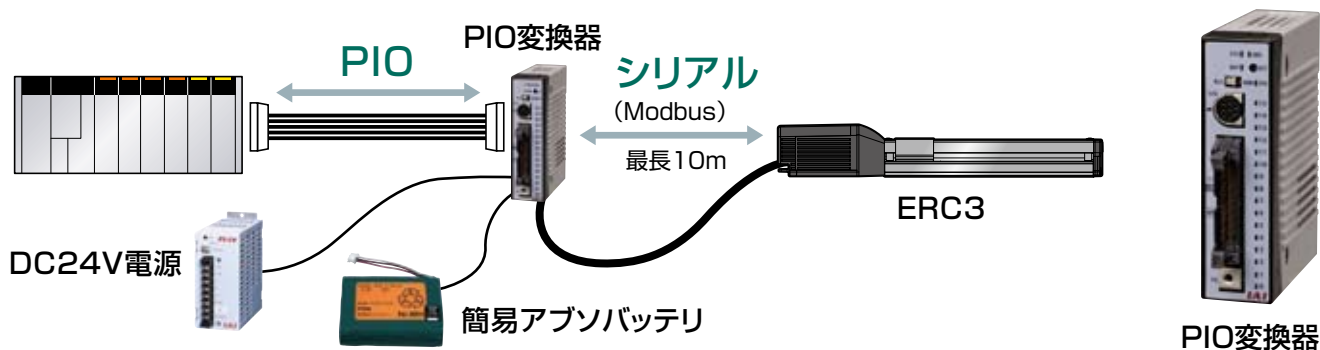 PIO変換器
PIO
シリアル
(Modbus)
最長10m
ERC3
DC24V電源
簡易アブソバッテリ
IAI
PIO変換器